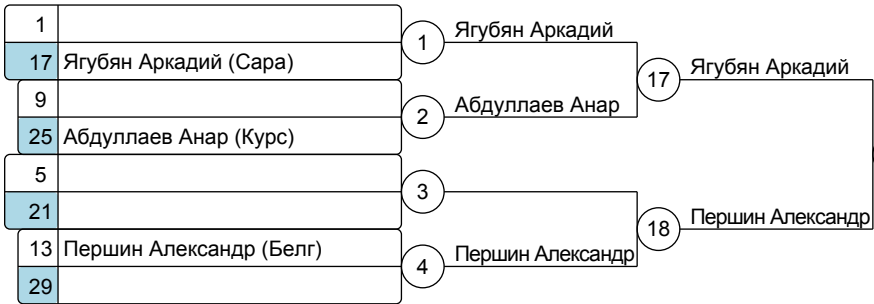 1
17 Ягубян Аркадий (Сара)
1
Ягубян Аркадий
9
25 Абдуллаев Анар (Курс)
2
Абдуллаев Анар
17
Ягубян Аркадий
5
21
3
13 Першин Александр (Белг)
29
4
Першин Александр
18
Першин Александр